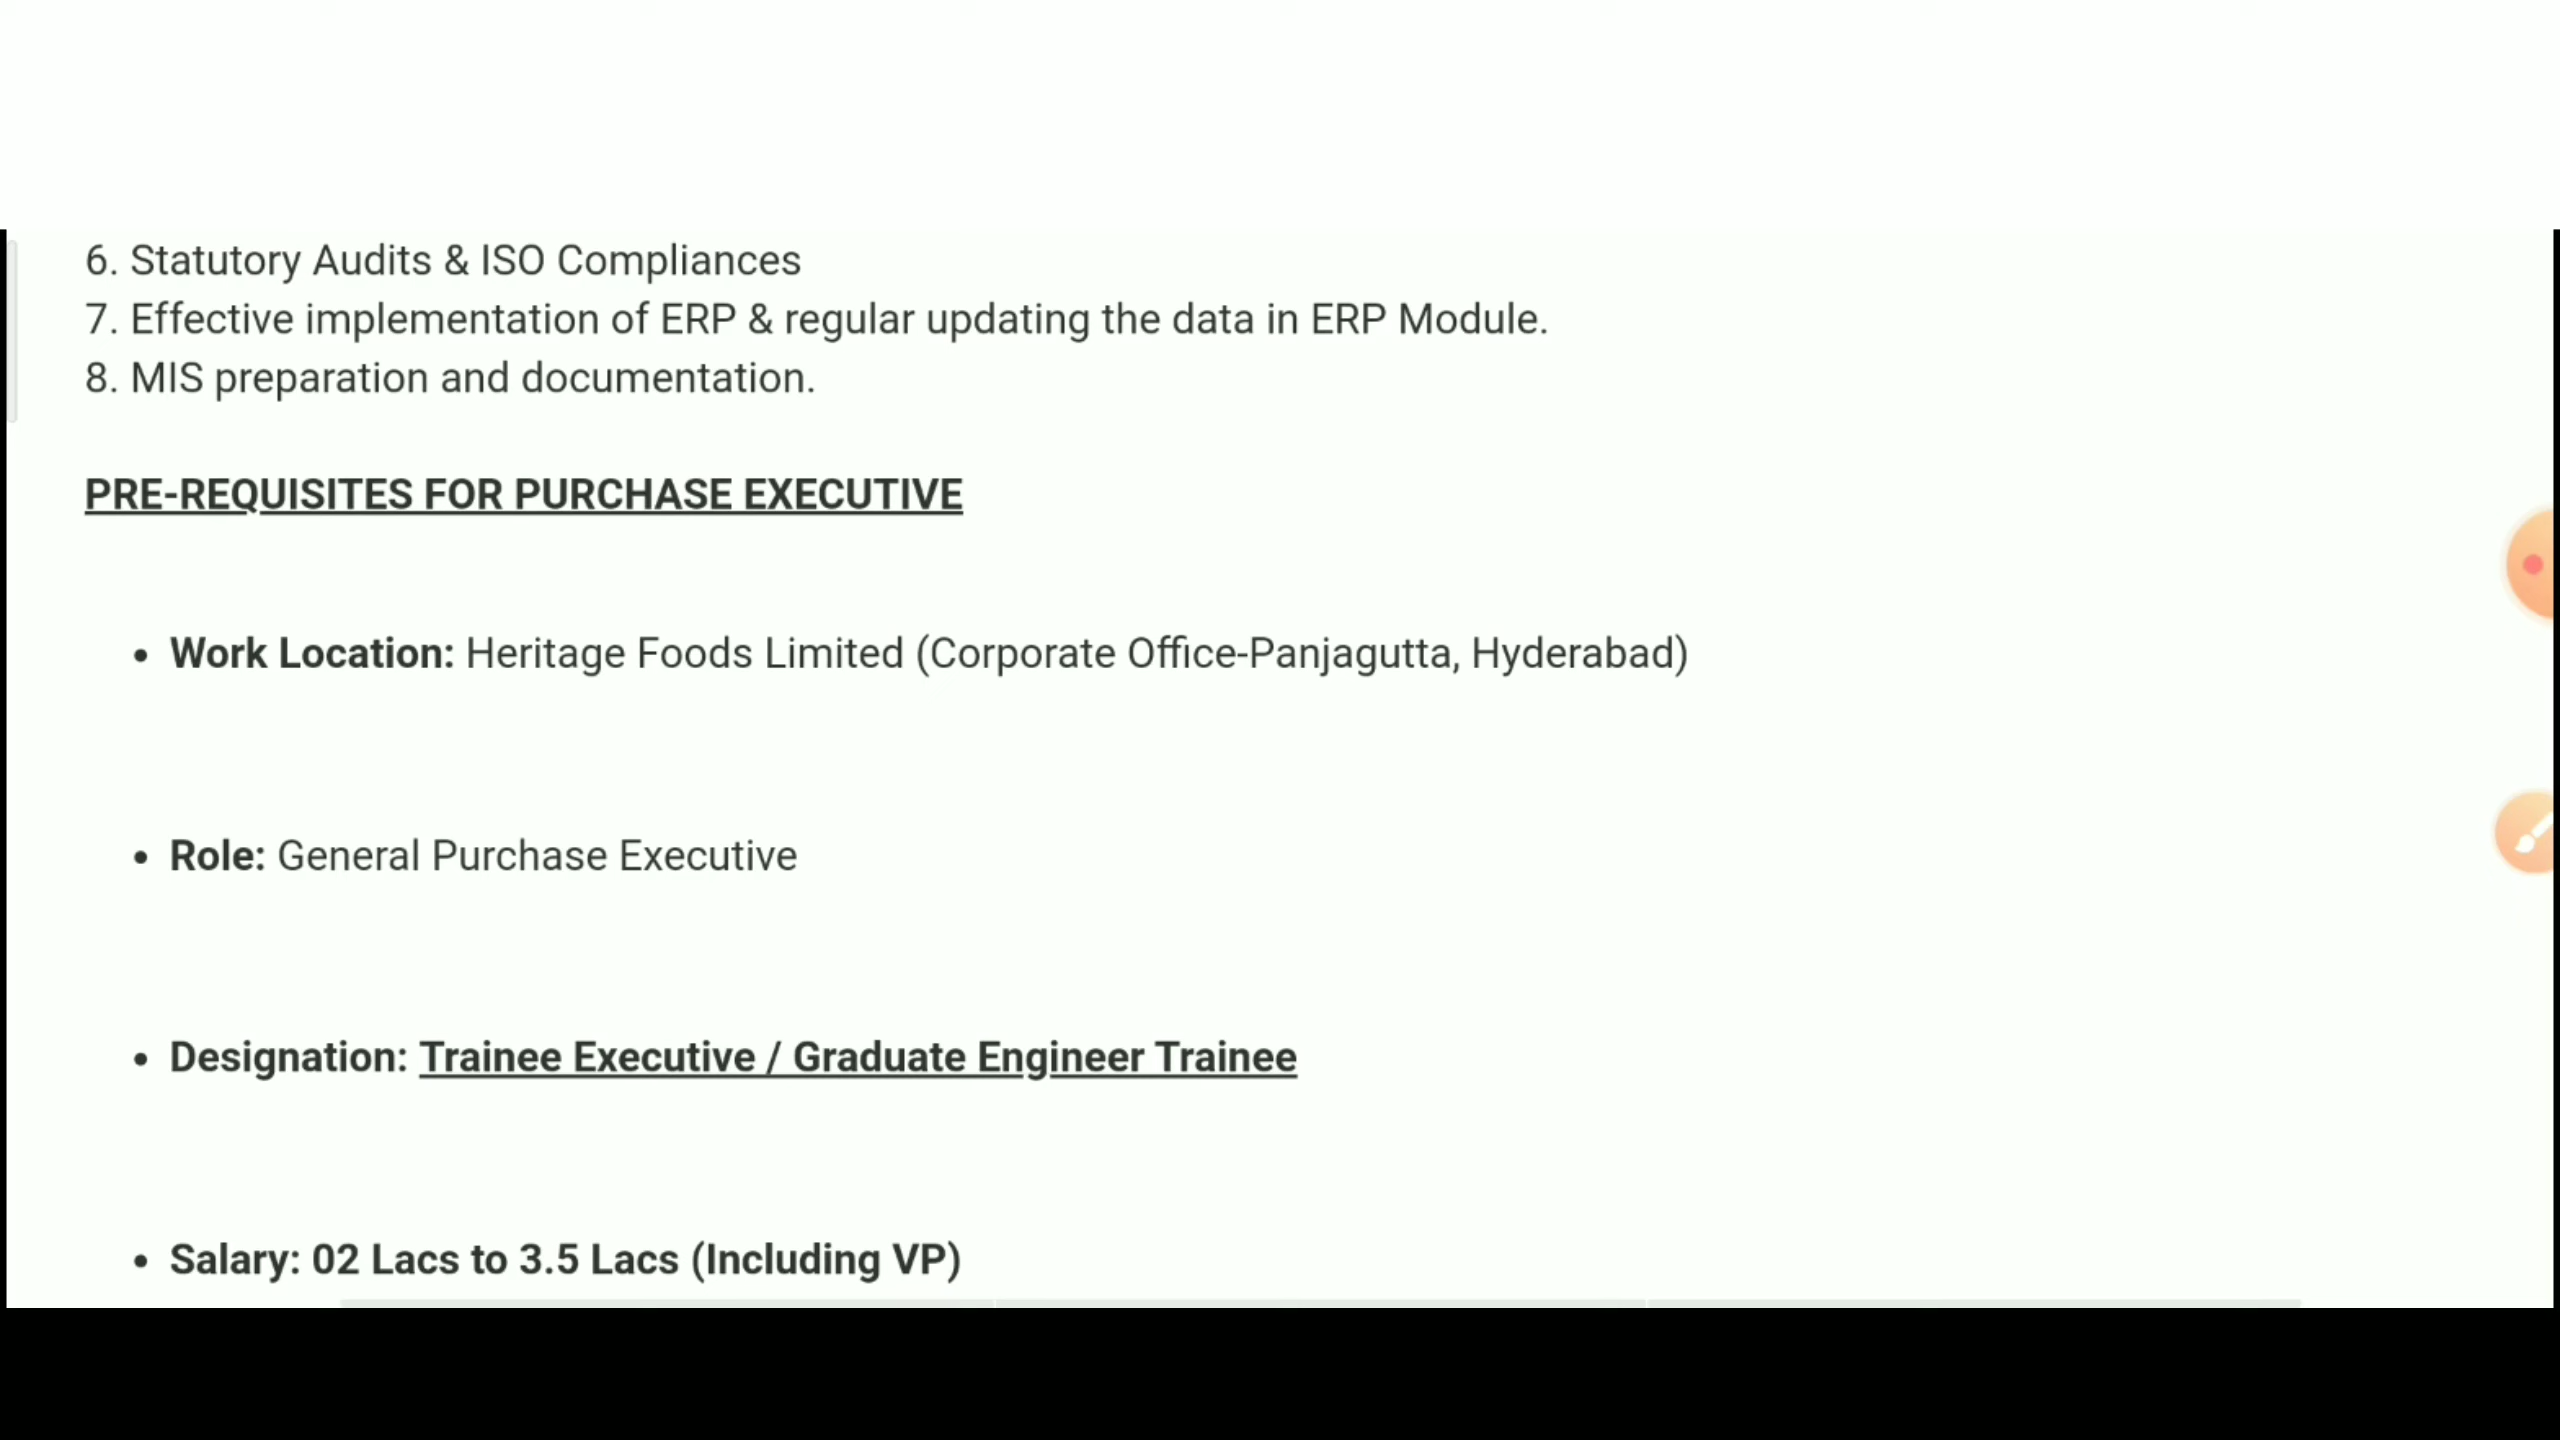 6. Statutory Audits & ISO Compliances
7. Effective implementation of ERP & regular updating the data in ERP Module.
8. MIS preparation and documentation.
PRE-REQUISITES FOR PURCHASE EXECUTIVE
• Work Location: Heritage Foods Limited (Corporate Office-Panjagutta, Hyderabad)
• Role: General Purchase Executive
• Designation: Trainee Executive / Graduate Engineer Trainee
• Salary: 02 Lacs to 3.5 Lacs (Including VP)